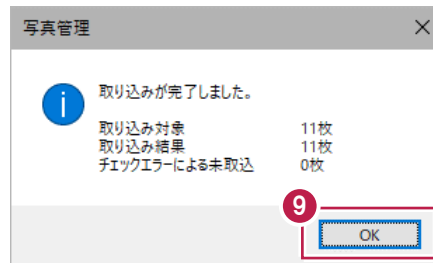 写真管理
取り込みが完了しました。
取り込み対象 11枚
取り込み結果 11枚
チェックエラーによる未取込 0枚
9
OK